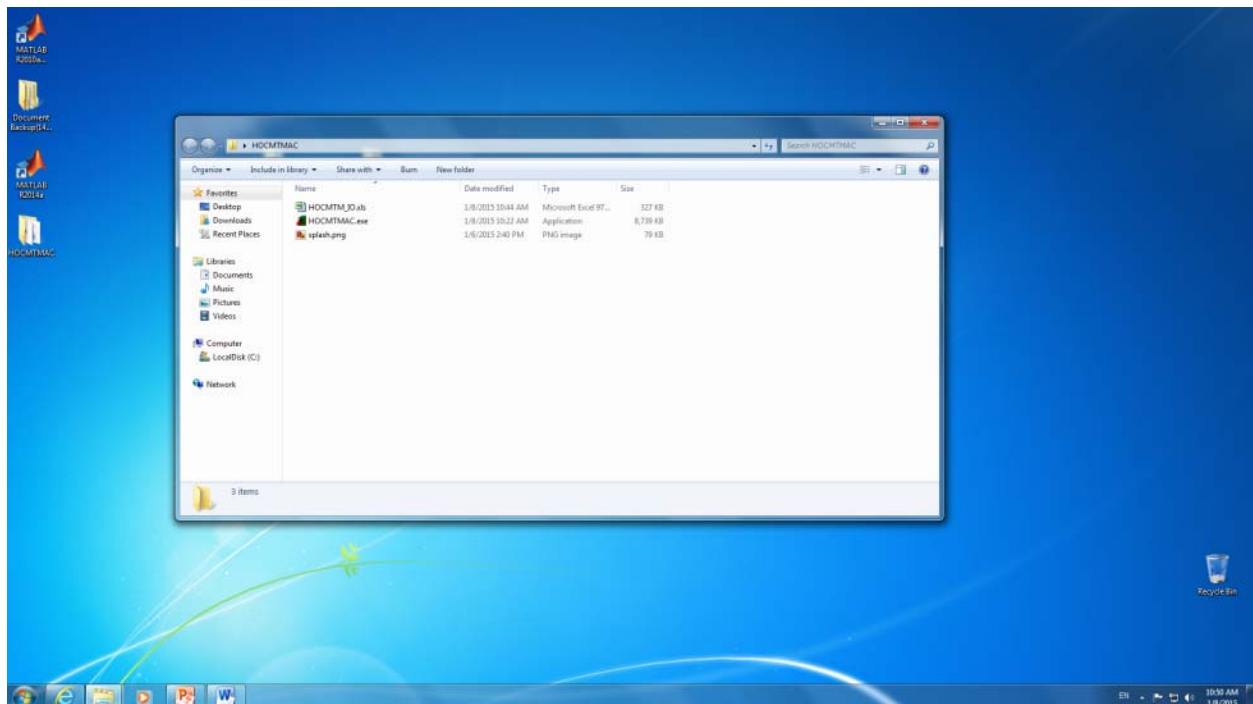 MATLAB
R2010a...
Document
Backup(14...
MATLAB
R2014a
HOCMTMAC
HOCMTMAC
Search HOCMTMAC
Organize
Include in library
Share with
Burn
New folder
Favorites
Desktop
Downloads
Recent Places
Libraries
Documents
Music
Pictures
Videos
Computer
LocalDisk (C:)
Network
Name Date modified Type Size
HOCMTM_IO.xls 1/8/2015 10:44 AM Microsoft Excel 97... 327 KB
HOCMTMAC.exe 1/8/2015 10:22 AM Application 8,739 KB
splash.png 1/6/2015 2:40 PM PNG image 79 KB
3 items
Recycle Bin
EN
10:50 AM
1/8/2015